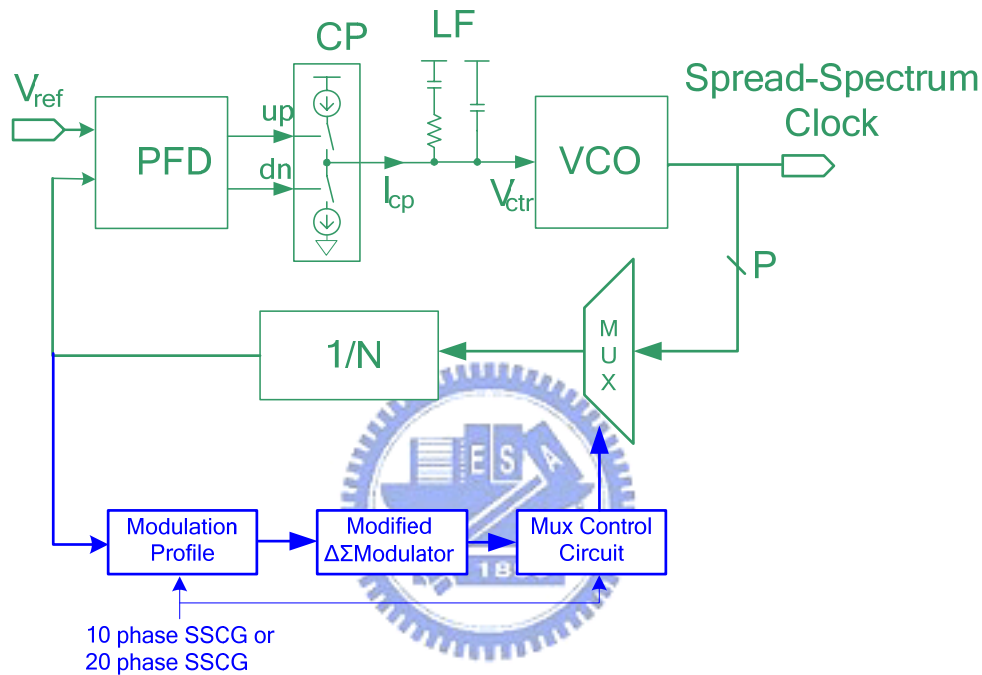 CP
LF
Spread-Spectrum
Clock
Vref
up
PFD
dn
Icp
Vctr
VCO
P
M
U
X
1/N
E S A
Modulation
Profile
Modified
ΔΣModulator
Mux Control
Circuit
10 phase SSCG or
20 phase SSCG